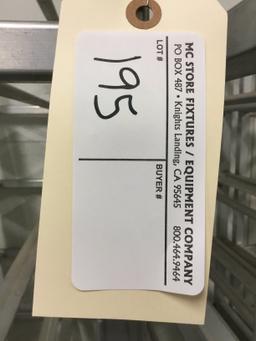 MC STORE FIXTURES / EQUIPMENT COMPANY
PO BOX 487 • Knights Landing, CA 95645 800.464.9464
LOT # BUYER #
195